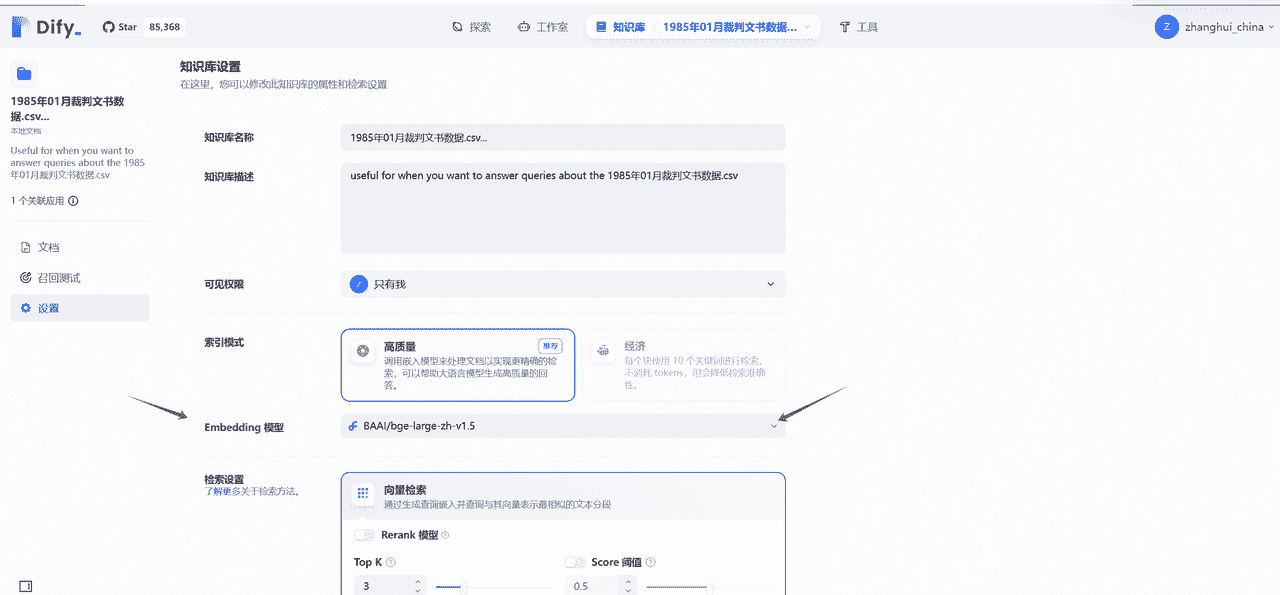 Dify_
Star 85,368
探索
工作室
知识库 / 1985年01月裁判文书数据...
工具
Z zhanghui_china
1985年01月裁判文书数
据.csv...
本地文档
Useful for when you want to
answer queries about the 1985
年01月裁判文书数据.csv
1 个关联应用
文档
召回测试
设置
知识库设置
在这里，您可以修改此知识库的属性和检索设置
知识库名称
1985年01月裁判文书数据.csv...
知识库描述
useful for when you want to answer queries about the 1985年01月裁判文书数据.csv
可见权限
只有我
索引模式
高质量
推荐
调用嵌入模型来处理文档以实现更精确的检
索，可以帮助大语言模型生成高质量的回
答。
经济
每个块使用 10 个关键词进行检索，
不消耗 tokens，但会降低检索准确
性。
Embedding 模型
BAAI/bge-large-zh-v1.5
检索设置
了解更多关于检索方法。
向量检索
通过生成查询嵌入并查询与其向量表示最相似的文本分段
Rerank 模型
Top K
Score 阈值
3
0.5